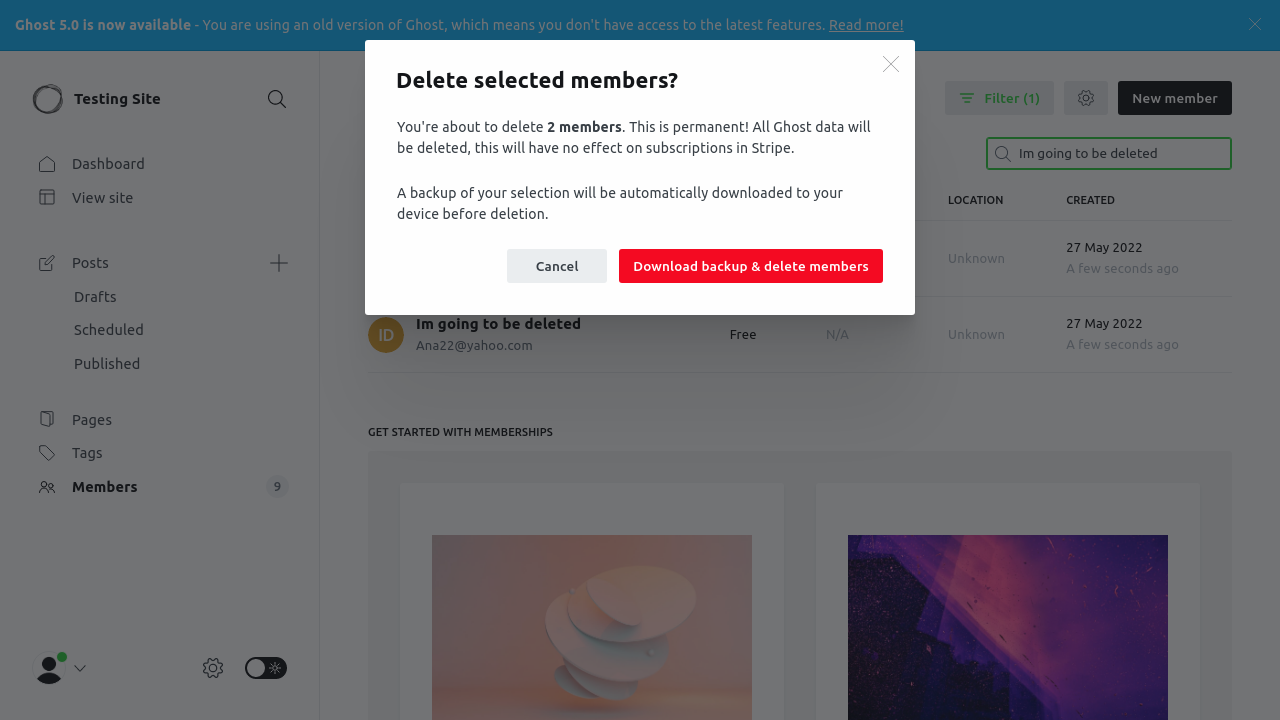 Ghost 5.0 is now available - You are using an old version of Ghost, which means you don't have access to the latest features. Read more!
Testing Site
Dashboard
View site
Posts
Drafts
Scheduled
Published
Pages
Tags
Members
9
Delete selected members?
You're about to delete 2 members. This is permanent! All Ghost data will
be deleted, this will have no effect on subscriptions in Stripe.
A backup of your selection will be automatically downloaded to your
device before deletion.
Cancel
Download backup & delete members
Filter (1)
New member
Im going to be deleted
LOCATION
CREATED
Unknown
27 May 2022
A few seconds ago
ID
Im going to be deleted
Ana22@yahoo.com
Free
N/A
Unknown
27 May 2022
A few seconds ago
GET STARTED WITH MEMBERSHIPS